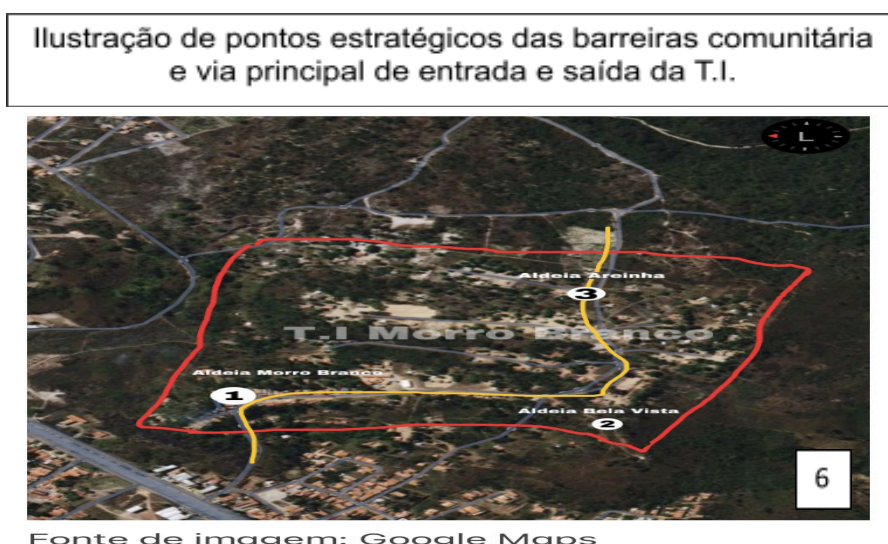 Ilustração de pontos estratégicos das barreiras comunitária
e via principal de entrada e saída da T.I.
L
Aldeia Areinha
3
T.I Morro Branco
Aldeia Morro Branco
1
Aldeia Bela Vista
2
6
Fonte de imagem: Google Maps